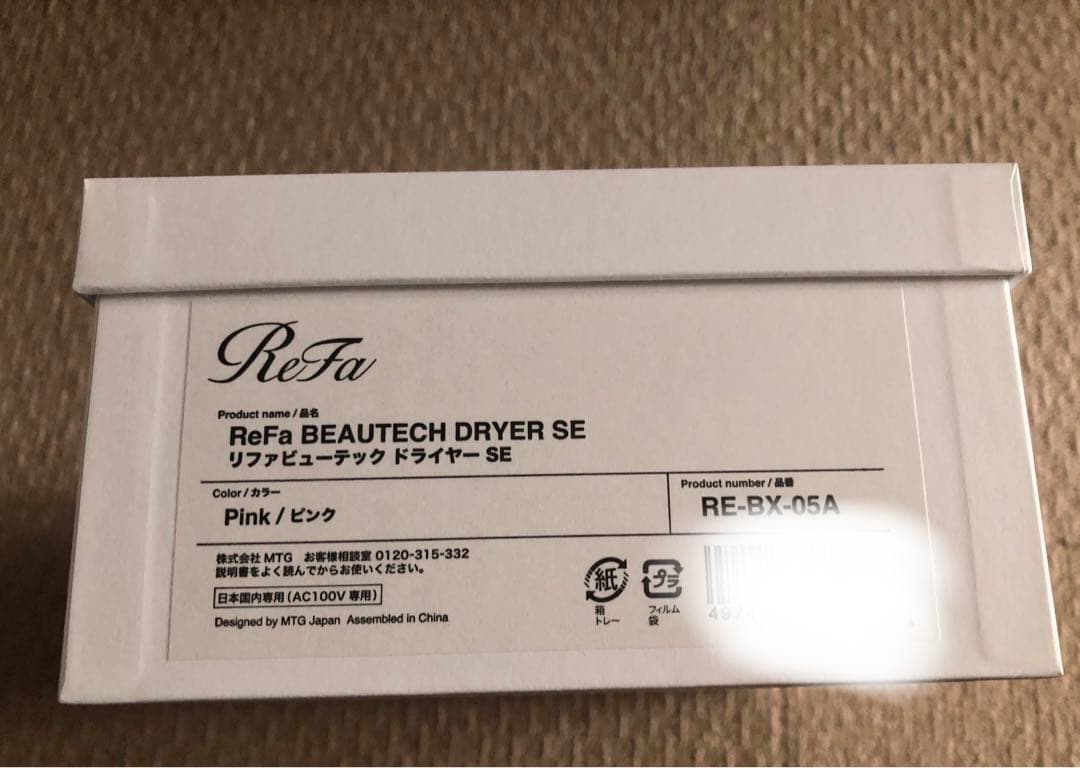 ReFa
Product name / 品名
ReFa BEAUTECH DRYER SE
リファビューテック ドライヤー SE
Color / カラー
Pink / ピンク
Product number / 品番
RE-BX-05A
株式会社 MTG お客様相談室 0120-315-332
説明書をよく読んでからお使いください。
日本国内専用(AC100V 専用)
Designed by MTG Japan Assembled in China
紙
箱
トレー
プラ
フィルム
袋